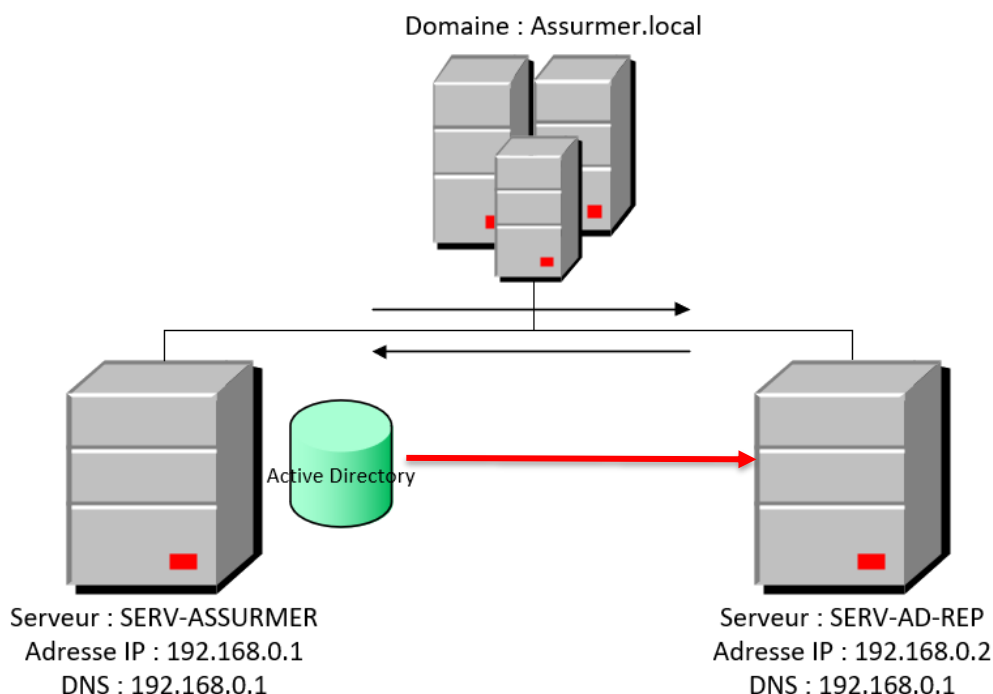 Domaine : Assurmer.local
Active Directory
Serveur : SERV-ASSURMER
Adresse IP : 192.168.0.1
DNS : 192.168.0.1
Serveur : SERV-AD-REP
Adresse IP : 192.168.0.2
DNS : 192.168.0.1